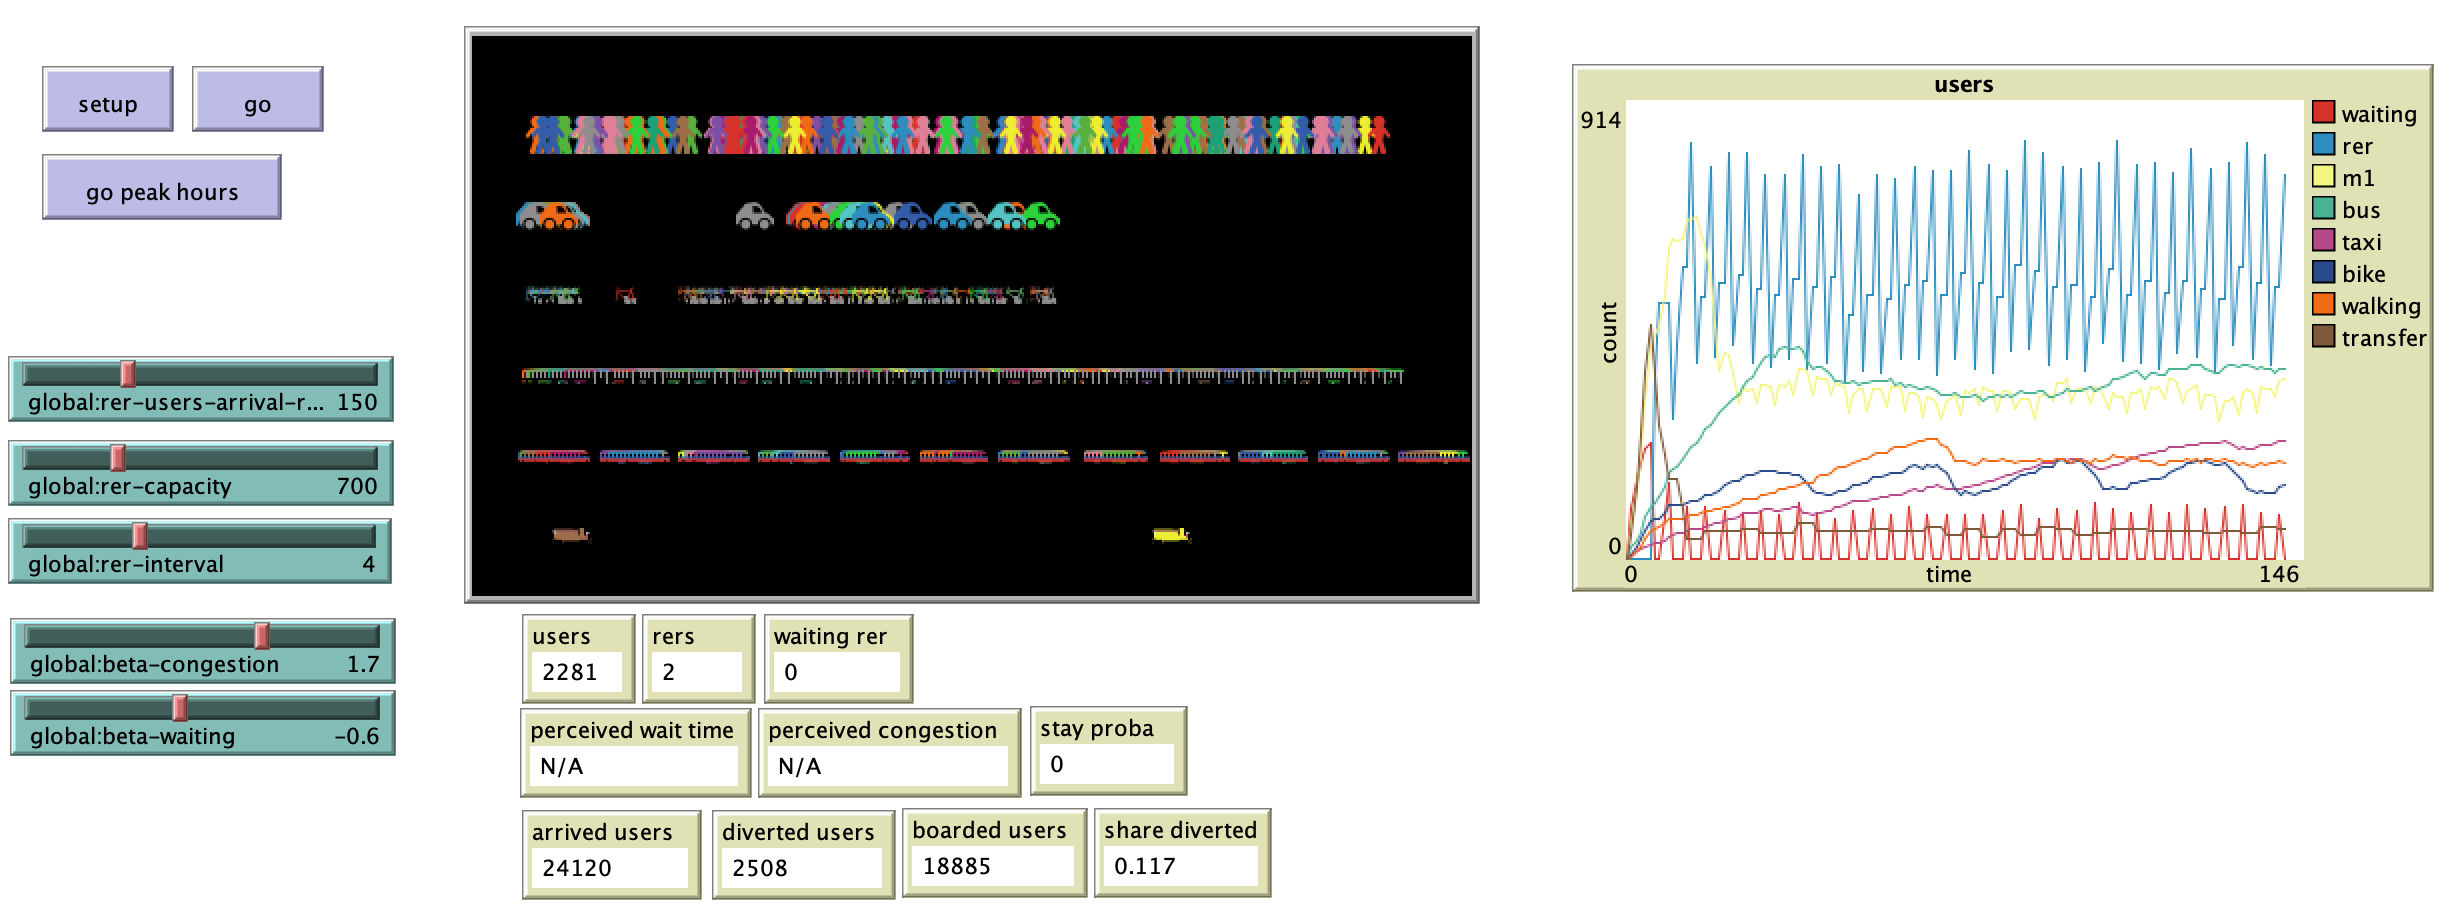 setup
go
go peak hours
global:rer-users-arrival-r... 150
global:rer-capacity 700
global:rer-interval 4
global:beta-congestion 1.7
global:beta-waiting -0.6
users
2281
rers
2
waiting rer
0
perceived wait time
N/A
perceived congestion
N/A
stay proba
0
arrived users
24120
diverted users
2508
boarded users
18885
share diverted
0.117
users
914
count
0
0
time
146
waiting
rer
m1
bus
taxi
bike
walking
transfer